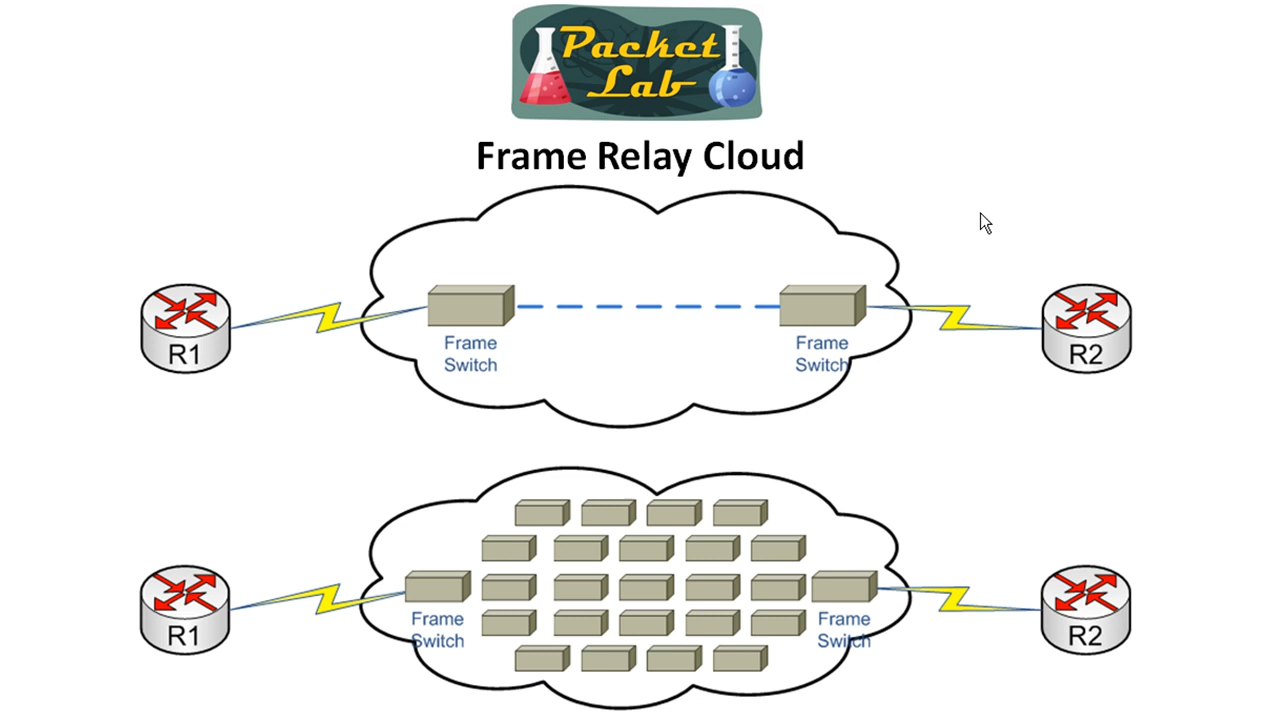 Packet
Lab
Frame Relay Cloud
R1
Frame
Switch
Frame
Switch
R2
R1
Frame
Switch
Frame
Switch
R2